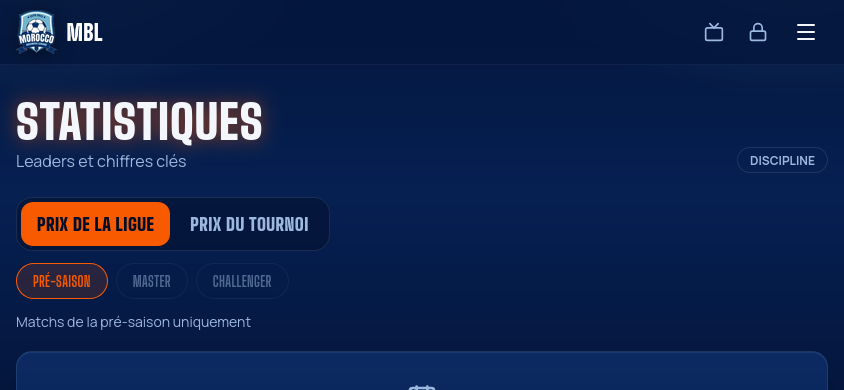 MOROCCO
MBL
STATISTIQUES
Leaders et chiffres clés
DISCIPLINE
PRIX DE LA LIGUE
PRIX DU TOURNOI
PRÉ-SAISON
MASTER
CHALLENGER
Matchs de la pré-saison uniquement